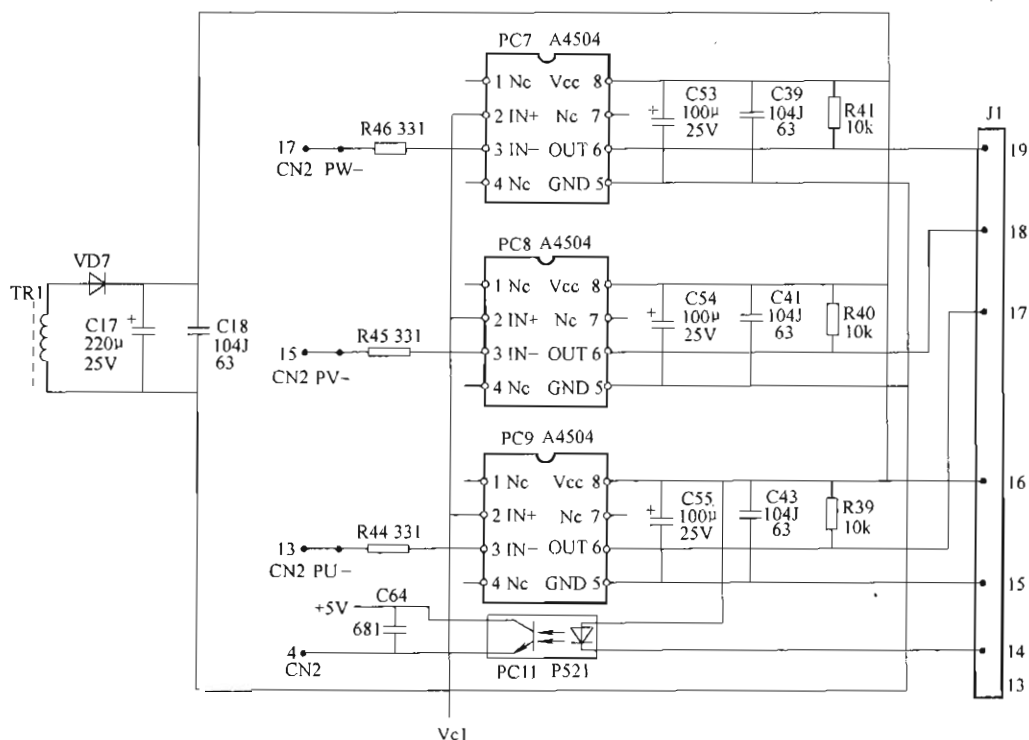 PC7 A4504
1 Nc Vcc 8
2 IN+ Nc 7
3 IN− OUT 6
4 Nc GND 5
C53
100μ
25V
+
C39
104J
63
R41
10k
J1
19
R46 331
17
CN2 PW−
18
PC8 A4504
1 Nc Vcc 8
2 IN+ Nc 7
3 IN− OUT 6
4 Nc GND 5
C54
100μ
25V
+
C41
104J
63
R40
10k
17
VD7
TR1
C17
220μ
25V
+
C18
104J
63
R45 331
15
CN2 PV−
PC9 A4504
1 Nc Vcc 8
2 IN+ Nc 7
3 IN− OUT 6
4 Nc GND 5
C55
100μ
25V
+
C43
104J
63
R39
10k
16
R44 331
13
CN2 PU−
15
C64
+5V
681
4
CN2
PC11 P521
14
13
Vc1